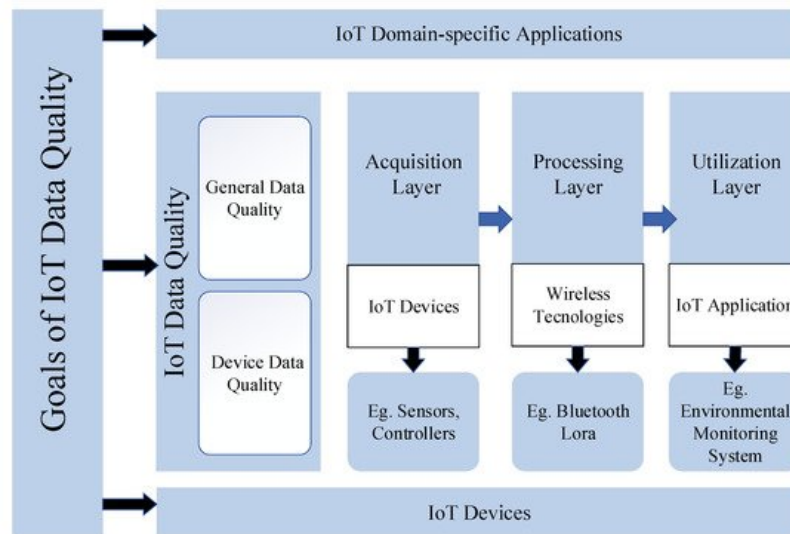 Goals of IoT Data Quality
IoT Domain-specific Applications
IoT Data Quality
General Data
Quality
Device Data
Quality
Acquisition
Layer
IoT Devices
Eg. Sensors,
Controllers
Processing
Layer
Wireless
Tecnologies
Eg. Bluetooth
Lora
Utilization
Layer
IoT Application
Eg.
Environmental
Monitoring
System
IoT Devices